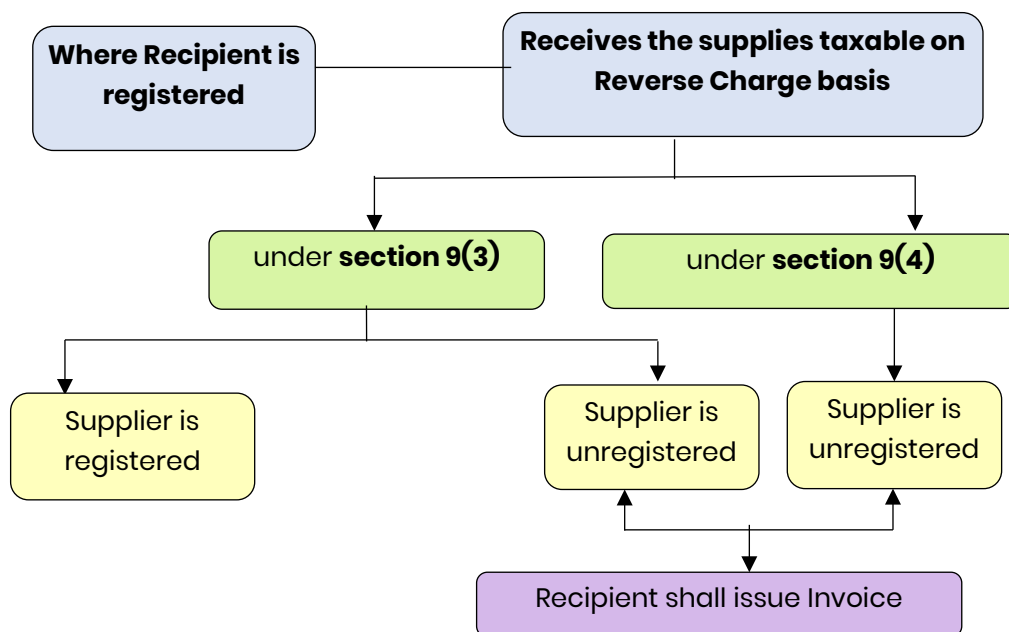 Where Recipient is
registered
Receives the supplies taxable on
Reverse Charge basis
under section 9(3)
under section 9(4)
Supplier is
registered
Supplier is
unregistered
Supplier is
unregistered
Recipient shall issue Invoice